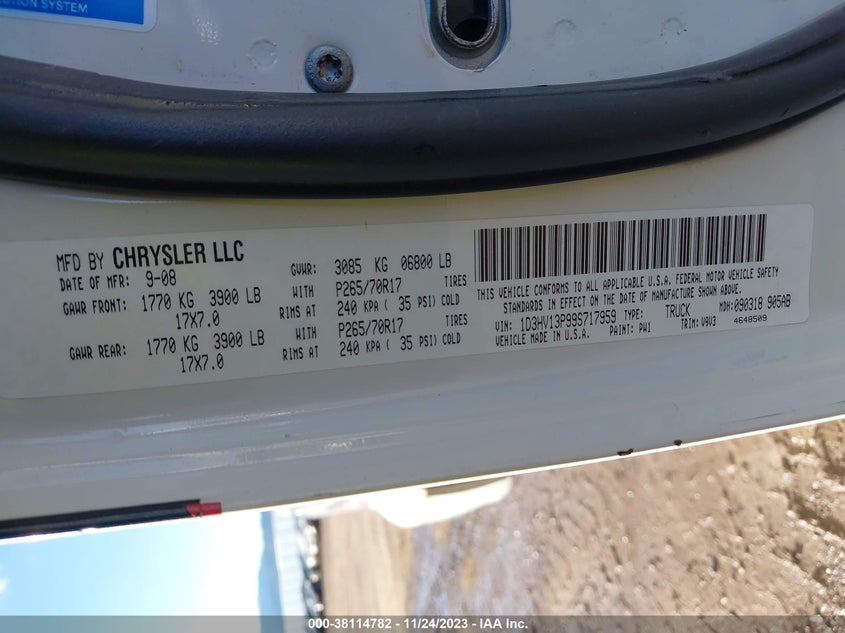 CTION SYSTEM
MFD BY CHRYSLER LLC
DATE OF MFR: 9-08
GVWR: 3085 KG 06800 LB
GAWR FRONT: 1770 KG 3900 LB
WITH P265/70R17 TIRES
17X7.0
RIMS AT 240 KPA ( 35 PSI) COLD
GAWR REAR: 1770 KG 3900 LB
WITH P265/70R17 TIRES
17X7.0
RIMS AT 240 KPA ( 35 PSI) COLD
THIS VEHICLE CONFORMS TO ALL APPLICABLE U.S.A. FEDERAL MOTOR VEHICLE SAFETY
STANDARDS IN EFFECT ON THE DATE OF MANUFACTURE SHOWN ABOVE.
MDH: 090318 905AB
VIN: 1D3HV13P99S717959 TYPE: TRUCK
4648509
VEHICLE MADE IN U.S.A. PAINT: PW1 TRIM: V9V3
000-38114782 - 11/24/2023 - IAA Inc.